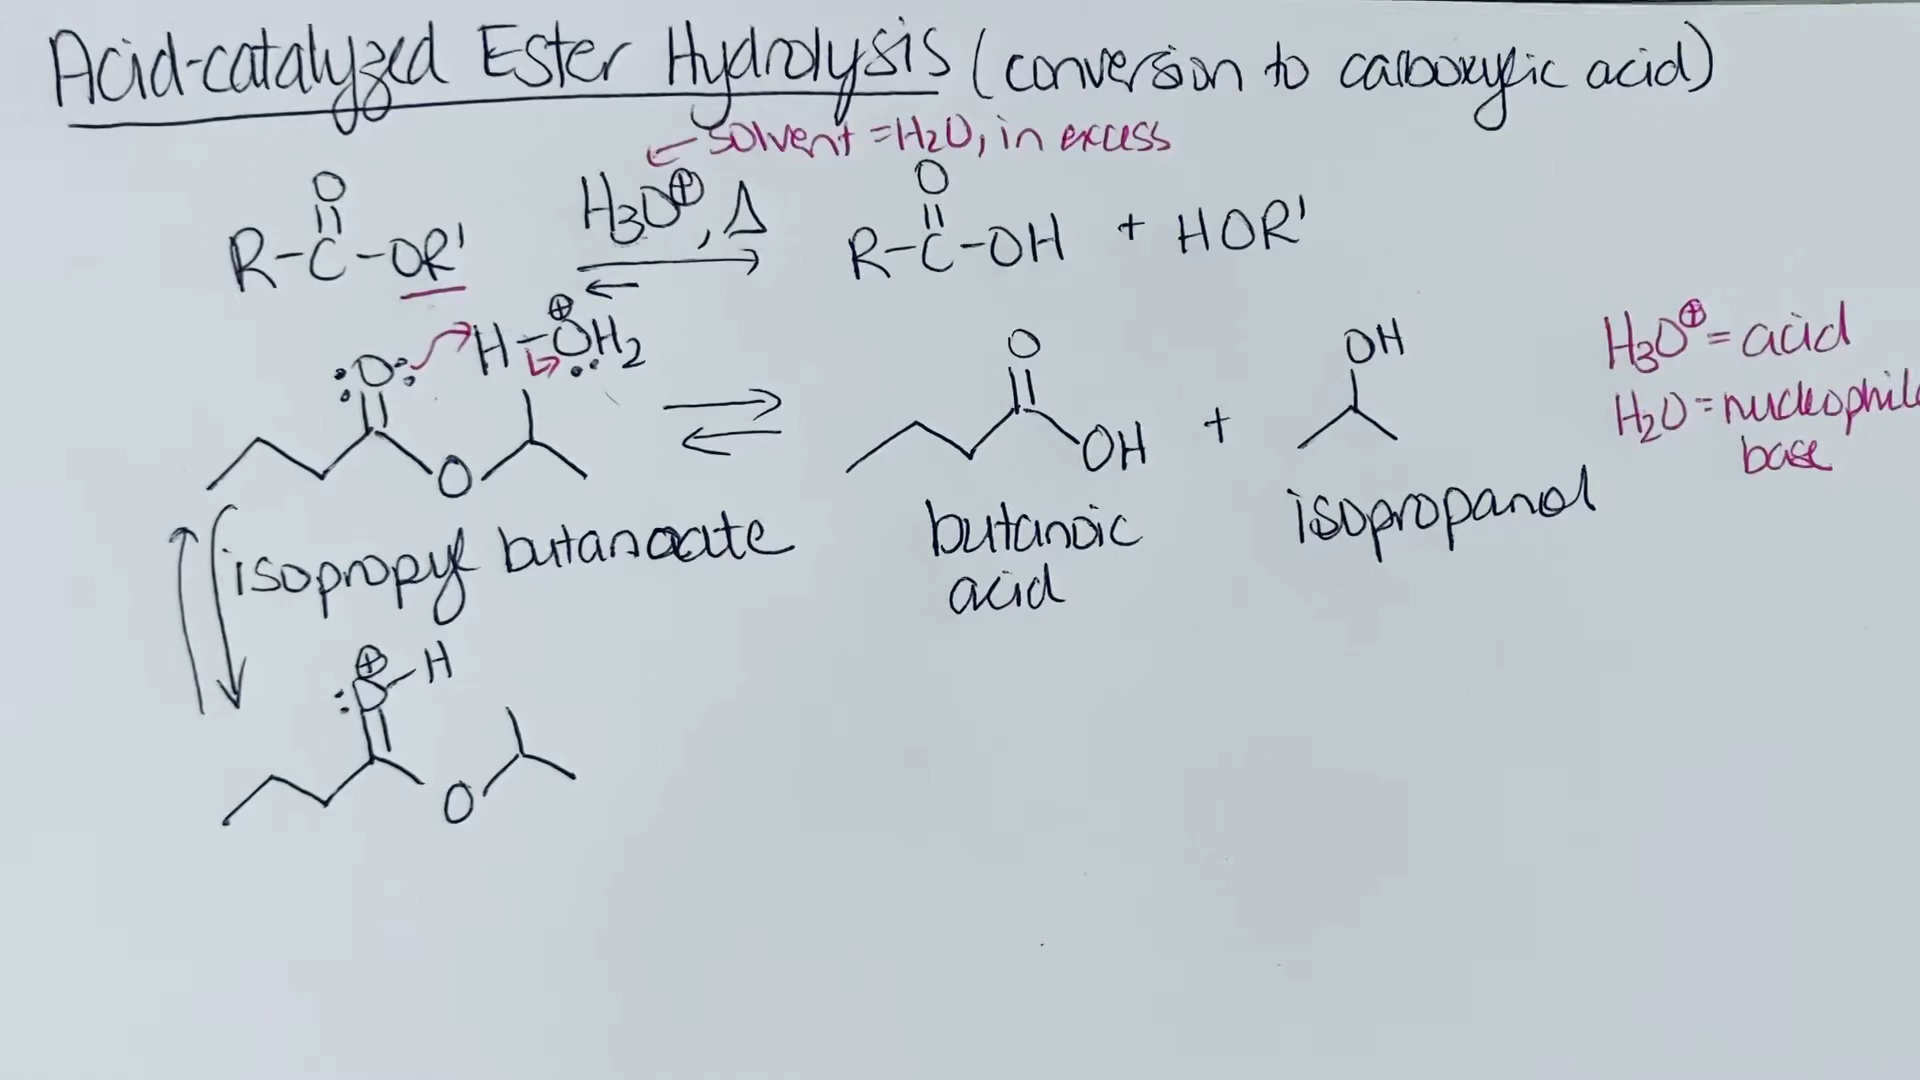 Acid-catalyzed Ester Hydrolysis (conversion to carboxylic acid)
solvent = H2O, in excess
O
R-C-OR'
H3O⊕, Δ
O
R-C-OH + HOR'
:O: H-OH2 ⊕
O
O
OH
+
OH
H3O⊕ = acid
H2O = nucleophile
base
isopropyl butanoate
butanoic
acid
isopropanol
⊕
:O-H
O